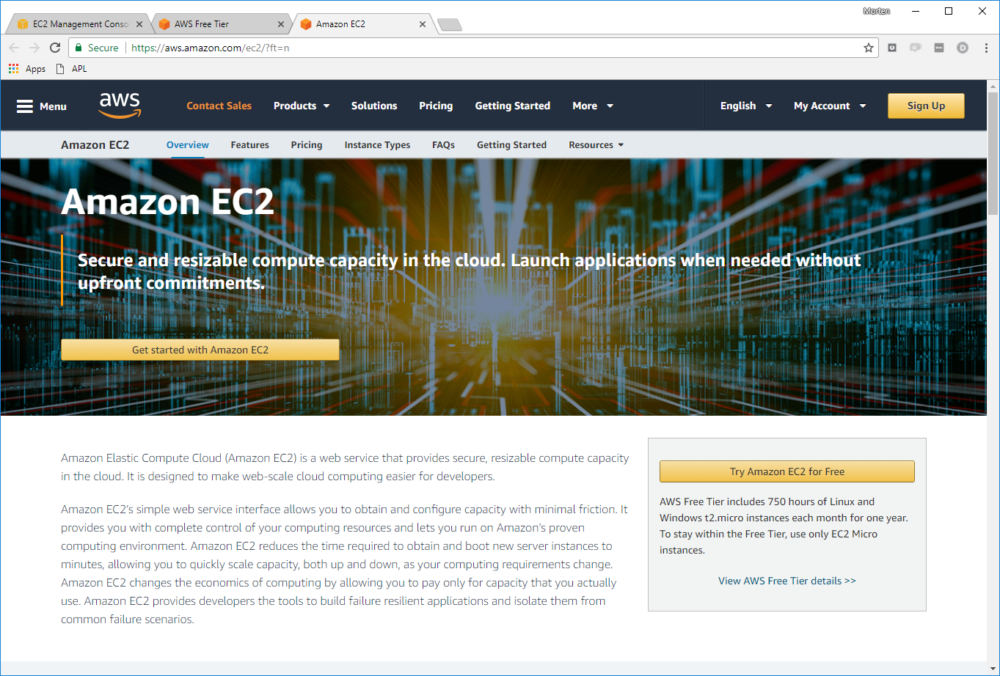 Morten
EC2 Management Conso
AWS Free Tier
Amazon EC2
Secure
https://aws.amazon.com/ec2/?ft=n
Apps
APL
Menu
aws
Contact Sales
Products
Solutions
Pricing
Getting Started
More
English
My Account
Sign Up
Amazon EC2
Overview
Features
Pricing
Instance Types
FAQs
Getting Started
Resources
Amazon EC2
Secure and resizable compute capacity in the cloud. Launch applications when needed without
upfront commitments.
Get started with Amazon EC2
Amazon Elastic Compute Cloud (Amazon EC2) is a web service that provides secure, resizable compute capacity
in the cloud. It is designed to make web-scale cloud computing easier for developers.
Amazon EC2’s simple web service interface allows you to obtain and configure capacity with minimal friction. It
provides you with complete control of your computing resources and lets you run on Amazon’s proven
computing environment. Amazon EC2 reduces the time required to obtain and boot new server instances to
minutes, allowing you to quickly scale capacity, both up and down, as your computing requirements change.
Amazon EC2 changes the economics of computing by allowing you to pay only for capacity that you actually
use. Amazon EC2 provides developers the tools to build failure resilient applications and isolate them from
common failure scenarios.
Try Amazon EC2 for Free
AWS Free Tier includes 750 hours of Linux and
Windows t2.micro instances each month for one year.
To stay within the Free Tier, use only EC2 Micro
instances.
View AWS Free Tier details >>